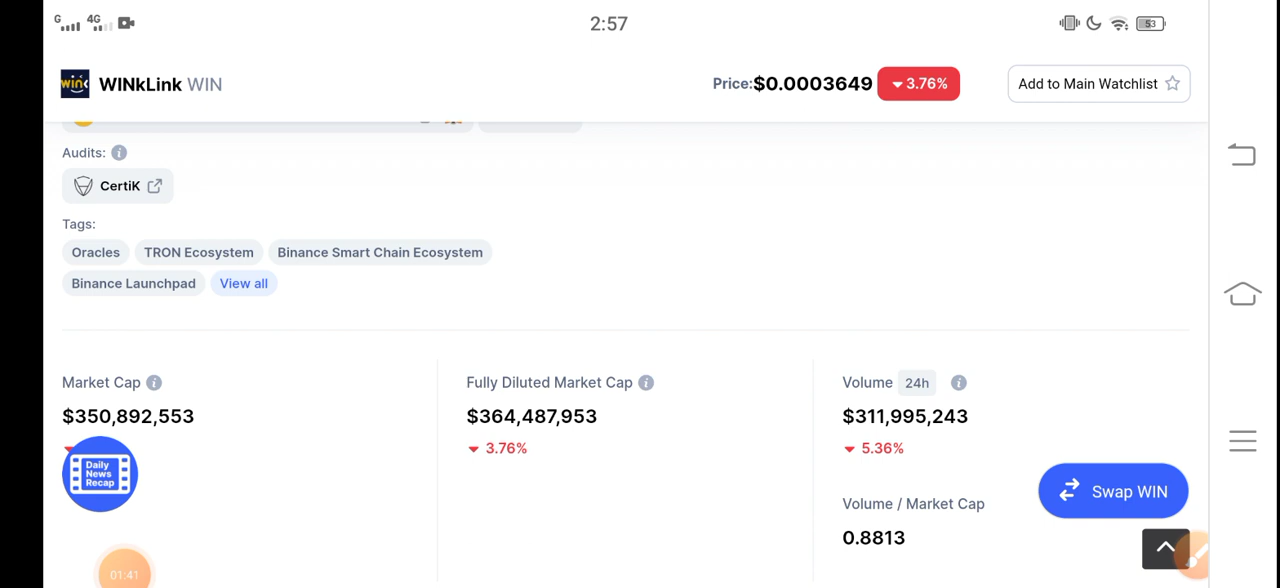 G 4G 2:57 53
win WINkLink WIN Price:$0.0003649 3.76% Add to Main Watchlist
Audits:
CertiK
Tags:
Oracles TRON Ecosystem Binance Smart Chain Ecosystem
Binance Launchpad View all
Market Cap Fully Diluted Market Cap Volume 24h
$350,892,553 $364,487,953 $311,995,243
3.76% 5.36%
Daily
News
Recap
Swap WIN
Volume / Market Cap
0.8813
01:41